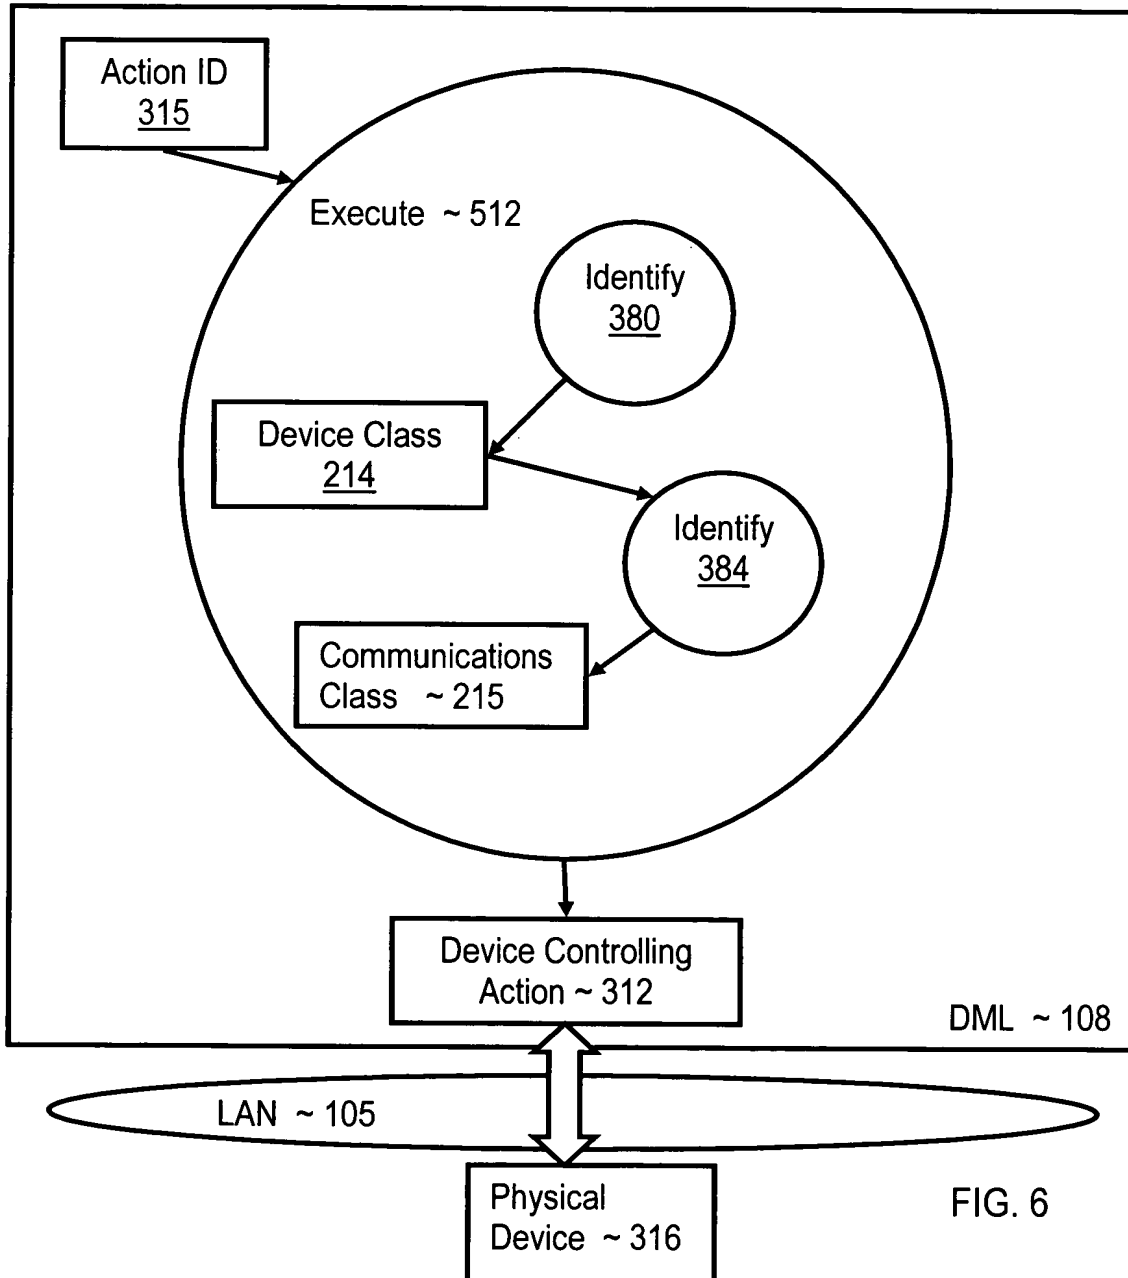 Action ID
315
Execute ~ 512
Identify
380
Device Class
214
Identify
384
Communications
Class ~ 215
Device Controlling
Action ~ 312
DML ~ 108
LAN ~ 105
Physical
Device ~ 316
FIG. 6